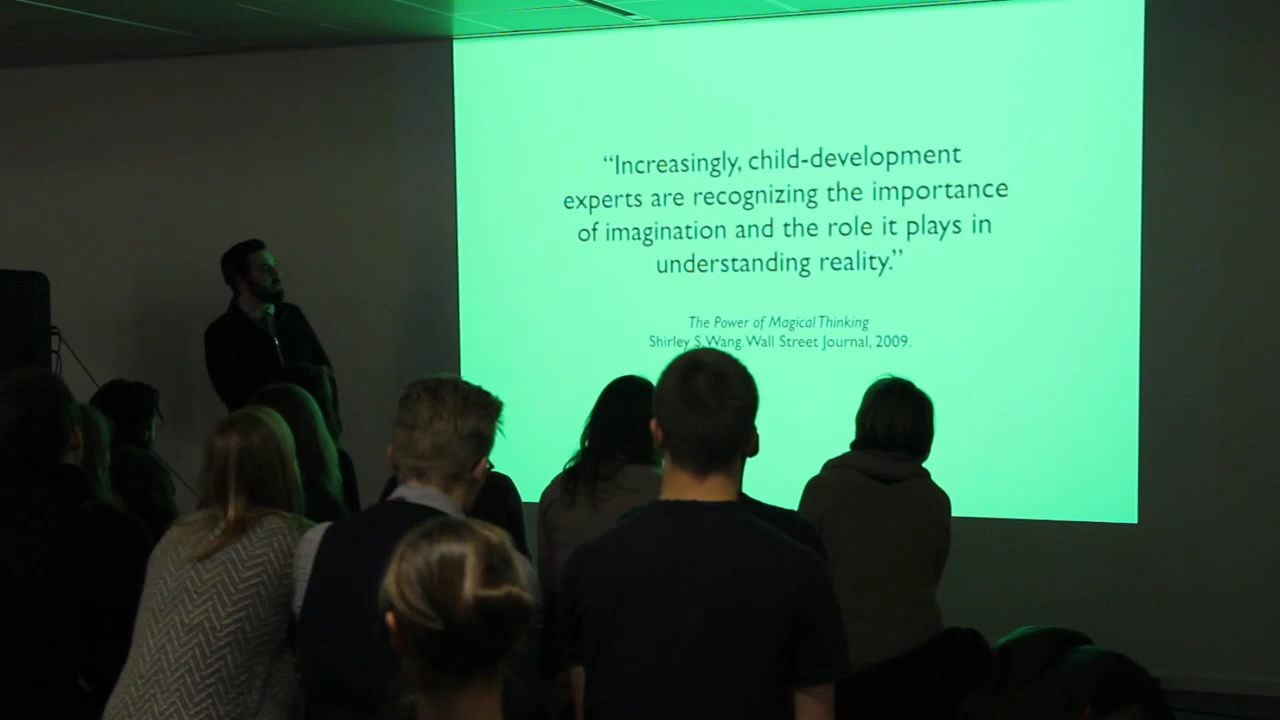 “Increasingly, child-development
experts are recognizing the importance
of imagination and the role it plays in
understanding reality.”
The Power of Magical Thinking
Shirley S. Wang. Wall Street Journal, 2009.